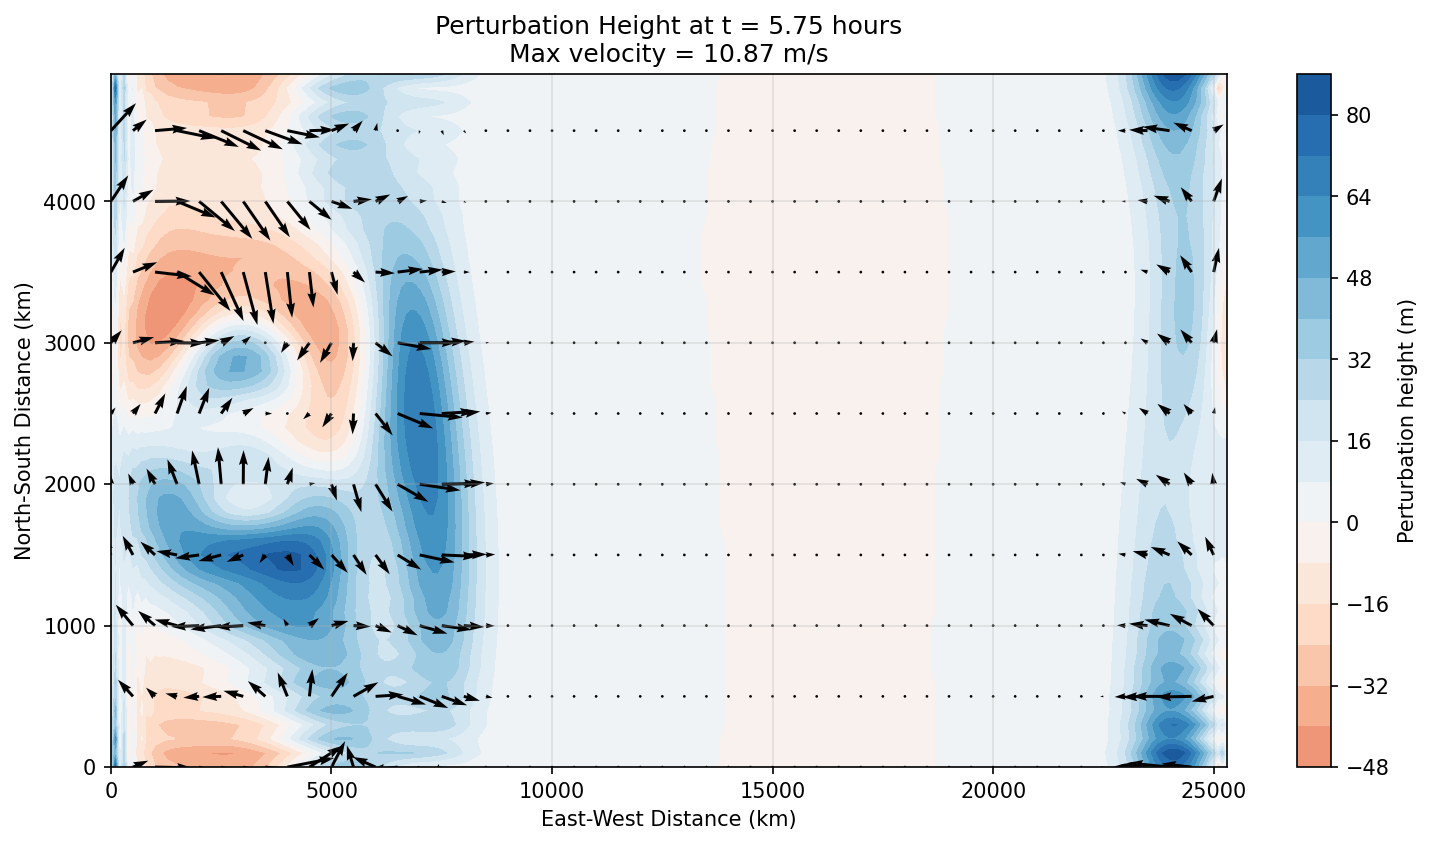 Perturbation Height at t = 5.75 hours
Max velocity = 10.87 m/s
North-South Distance (km)
4000
3000
2000
1000
0
0 5000 10000 15000 20000 25000
East-West Distance (km)
80
64
48
32
16
0
−16
−32
−48
Perturbation height (m)